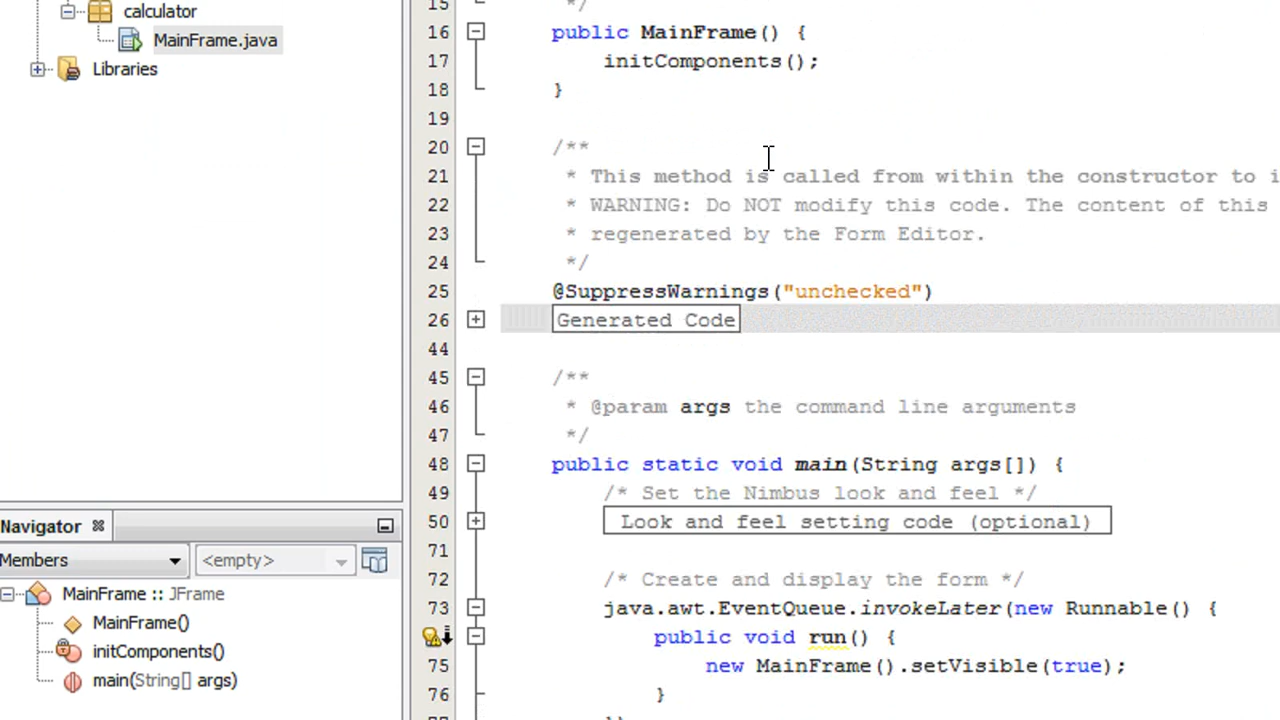 calculator
MainFrame.java
Libraries
Navigator
Members
<empty>
MainFrame :: JFrame
MainFrame()
initComponents()
main(String[] args)
15 */
16 public MainFrame() {
17 initComponents();
18 }
19
20 /**
21 * This method is called from within the constructor to i
22 * WARNING: Do NOT modify this code. The content of this
23 * regenerated by the Form Editor.
24 */
25 @SuppressWarnings("unchecked")
26 Generated Code
44
45 /**
46 * @param args the command line arguments
47 */
48 public static void main(String args[]) {
49 /* Set the Nimbus look and feel */
50 Look and feel setting code (optional)
71
72 /* Create and display the form */
73 java.awt.EventQueue.invokeLater(new Runnable() {
public void run() {
75 new MainFrame().setVisible(true);
76 }